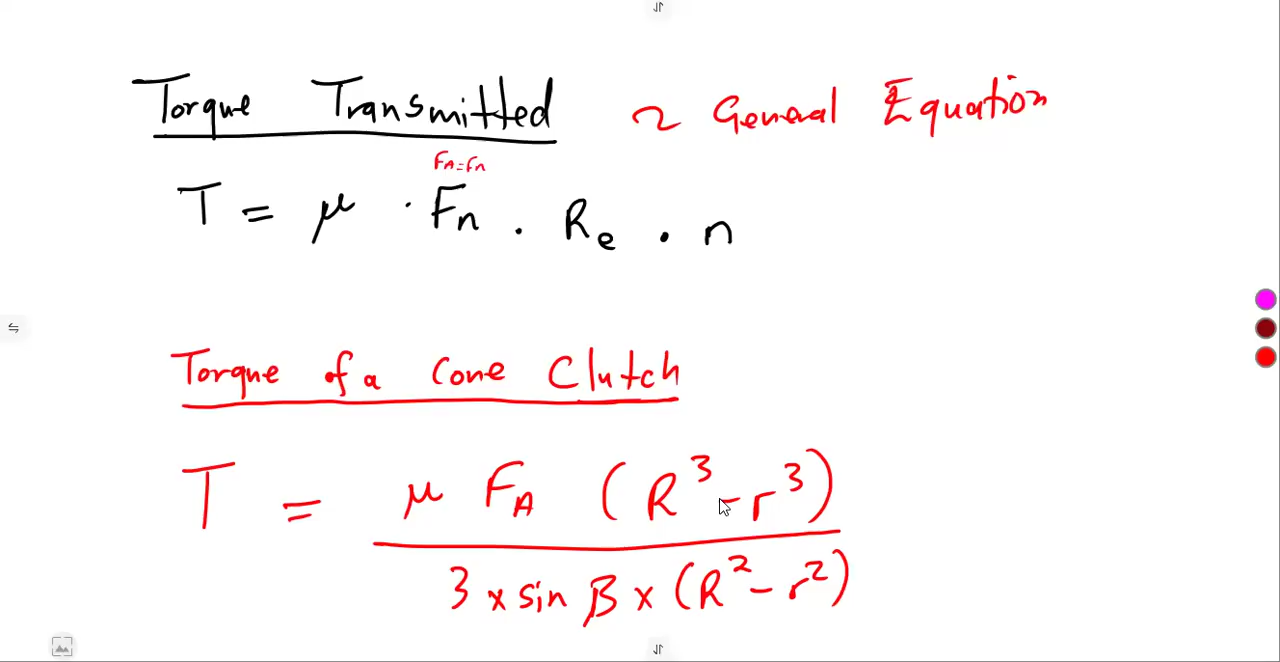 Torque Transmitted ~ General Equation
FA=Fn
T = μ · Fn . Re . n
Torque of a Cone Clutch
T = μ FA (R³-r³)
3 x sin β x (R²-r²)